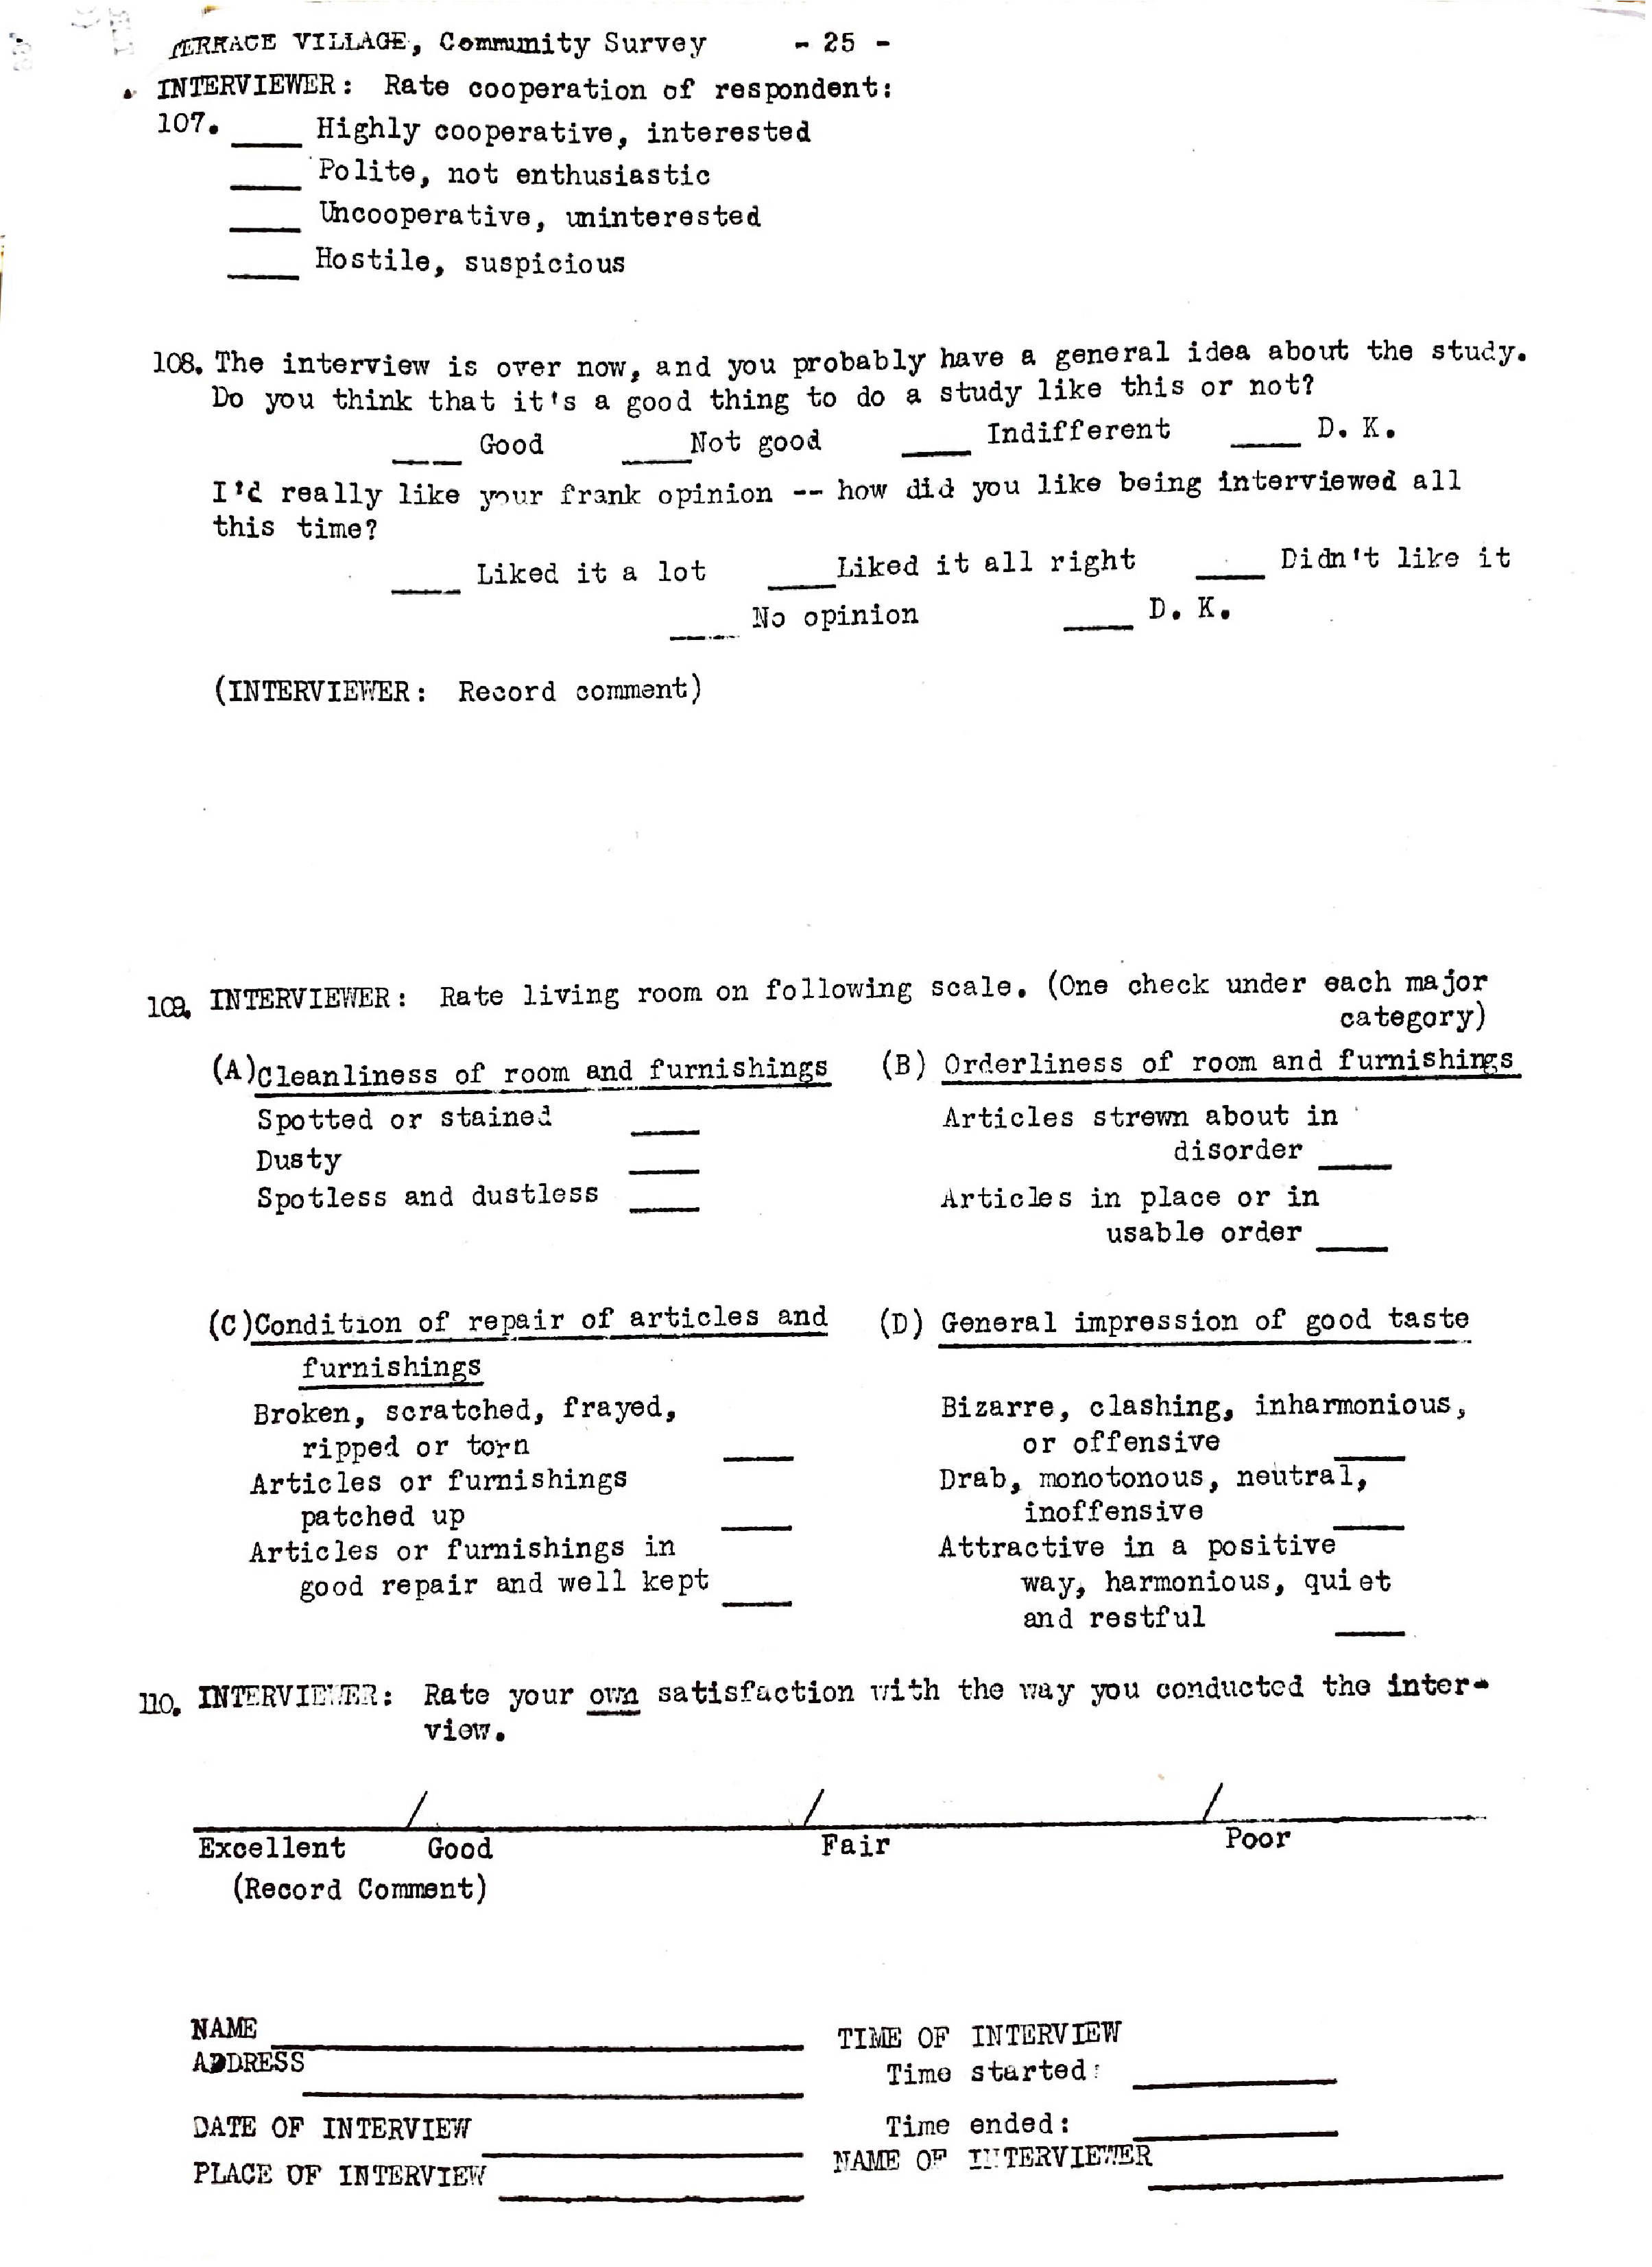 TERRACE VILLAGE, Community Survey - 25 -
INTERVIEWER: Rate cooperation of respondent:
107. ____ Highly cooperative, interested
____ Polite, not enthusiastic
____ Uncooperative, uninterested
____ Hostile, suspicious
108. The interview is over now, and you probably have a general idea about the study.
Do you think that it's a good thing to do a study like this or not?
____ Good ____ Not good ____ Indifferent ____ D. K.
I'd really like your frank opinion -- how did you like being interviewed all
this time?
____ Liked it a lot ____ Liked it all right ____ Didn't like it
____ No opinion ____ D. K.
(INTERVIEWER: Record comment)
109. INTERVIEWER: Rate living room on following scale. (One check under each major
category)
(A) Cleanliness of room and furnishings
Spotted or stained ____
Dusty ____
Spotless and dustless ____
(B) Orderliness of room and furnishings
Articles strewn about in
disorder ____
Articles in place or in
usable order ____
(C) Condition of repair of articles and
furnishings
Broken, scratched, frayed,
ripped or torn ____
Articles or furnishings
patched up ____
Articles or furnishings in
good repair and well kept ____
(D) General impression of good taste
Bizarre, clashing, inharmonious,
or offensive ____
Drab, monotonous, neutral,
inoffensive ____
Attractive in a positive
way, harmonious, quiet
and restful ____
110. INTERVIEWER: Rate your own satisfaction with the way you conducted the inter-
view.
/ / /
Excellent Good Fair Poor
(Record Comment)
NAME ____
ADDRESS ____
DATE OF INTERVIEW ____
PLACE OF INTERVIEW ____
TIME OF INTERVIEW
Time started: ____
Time ended: ____
NAME OF INTERVIEWER ____